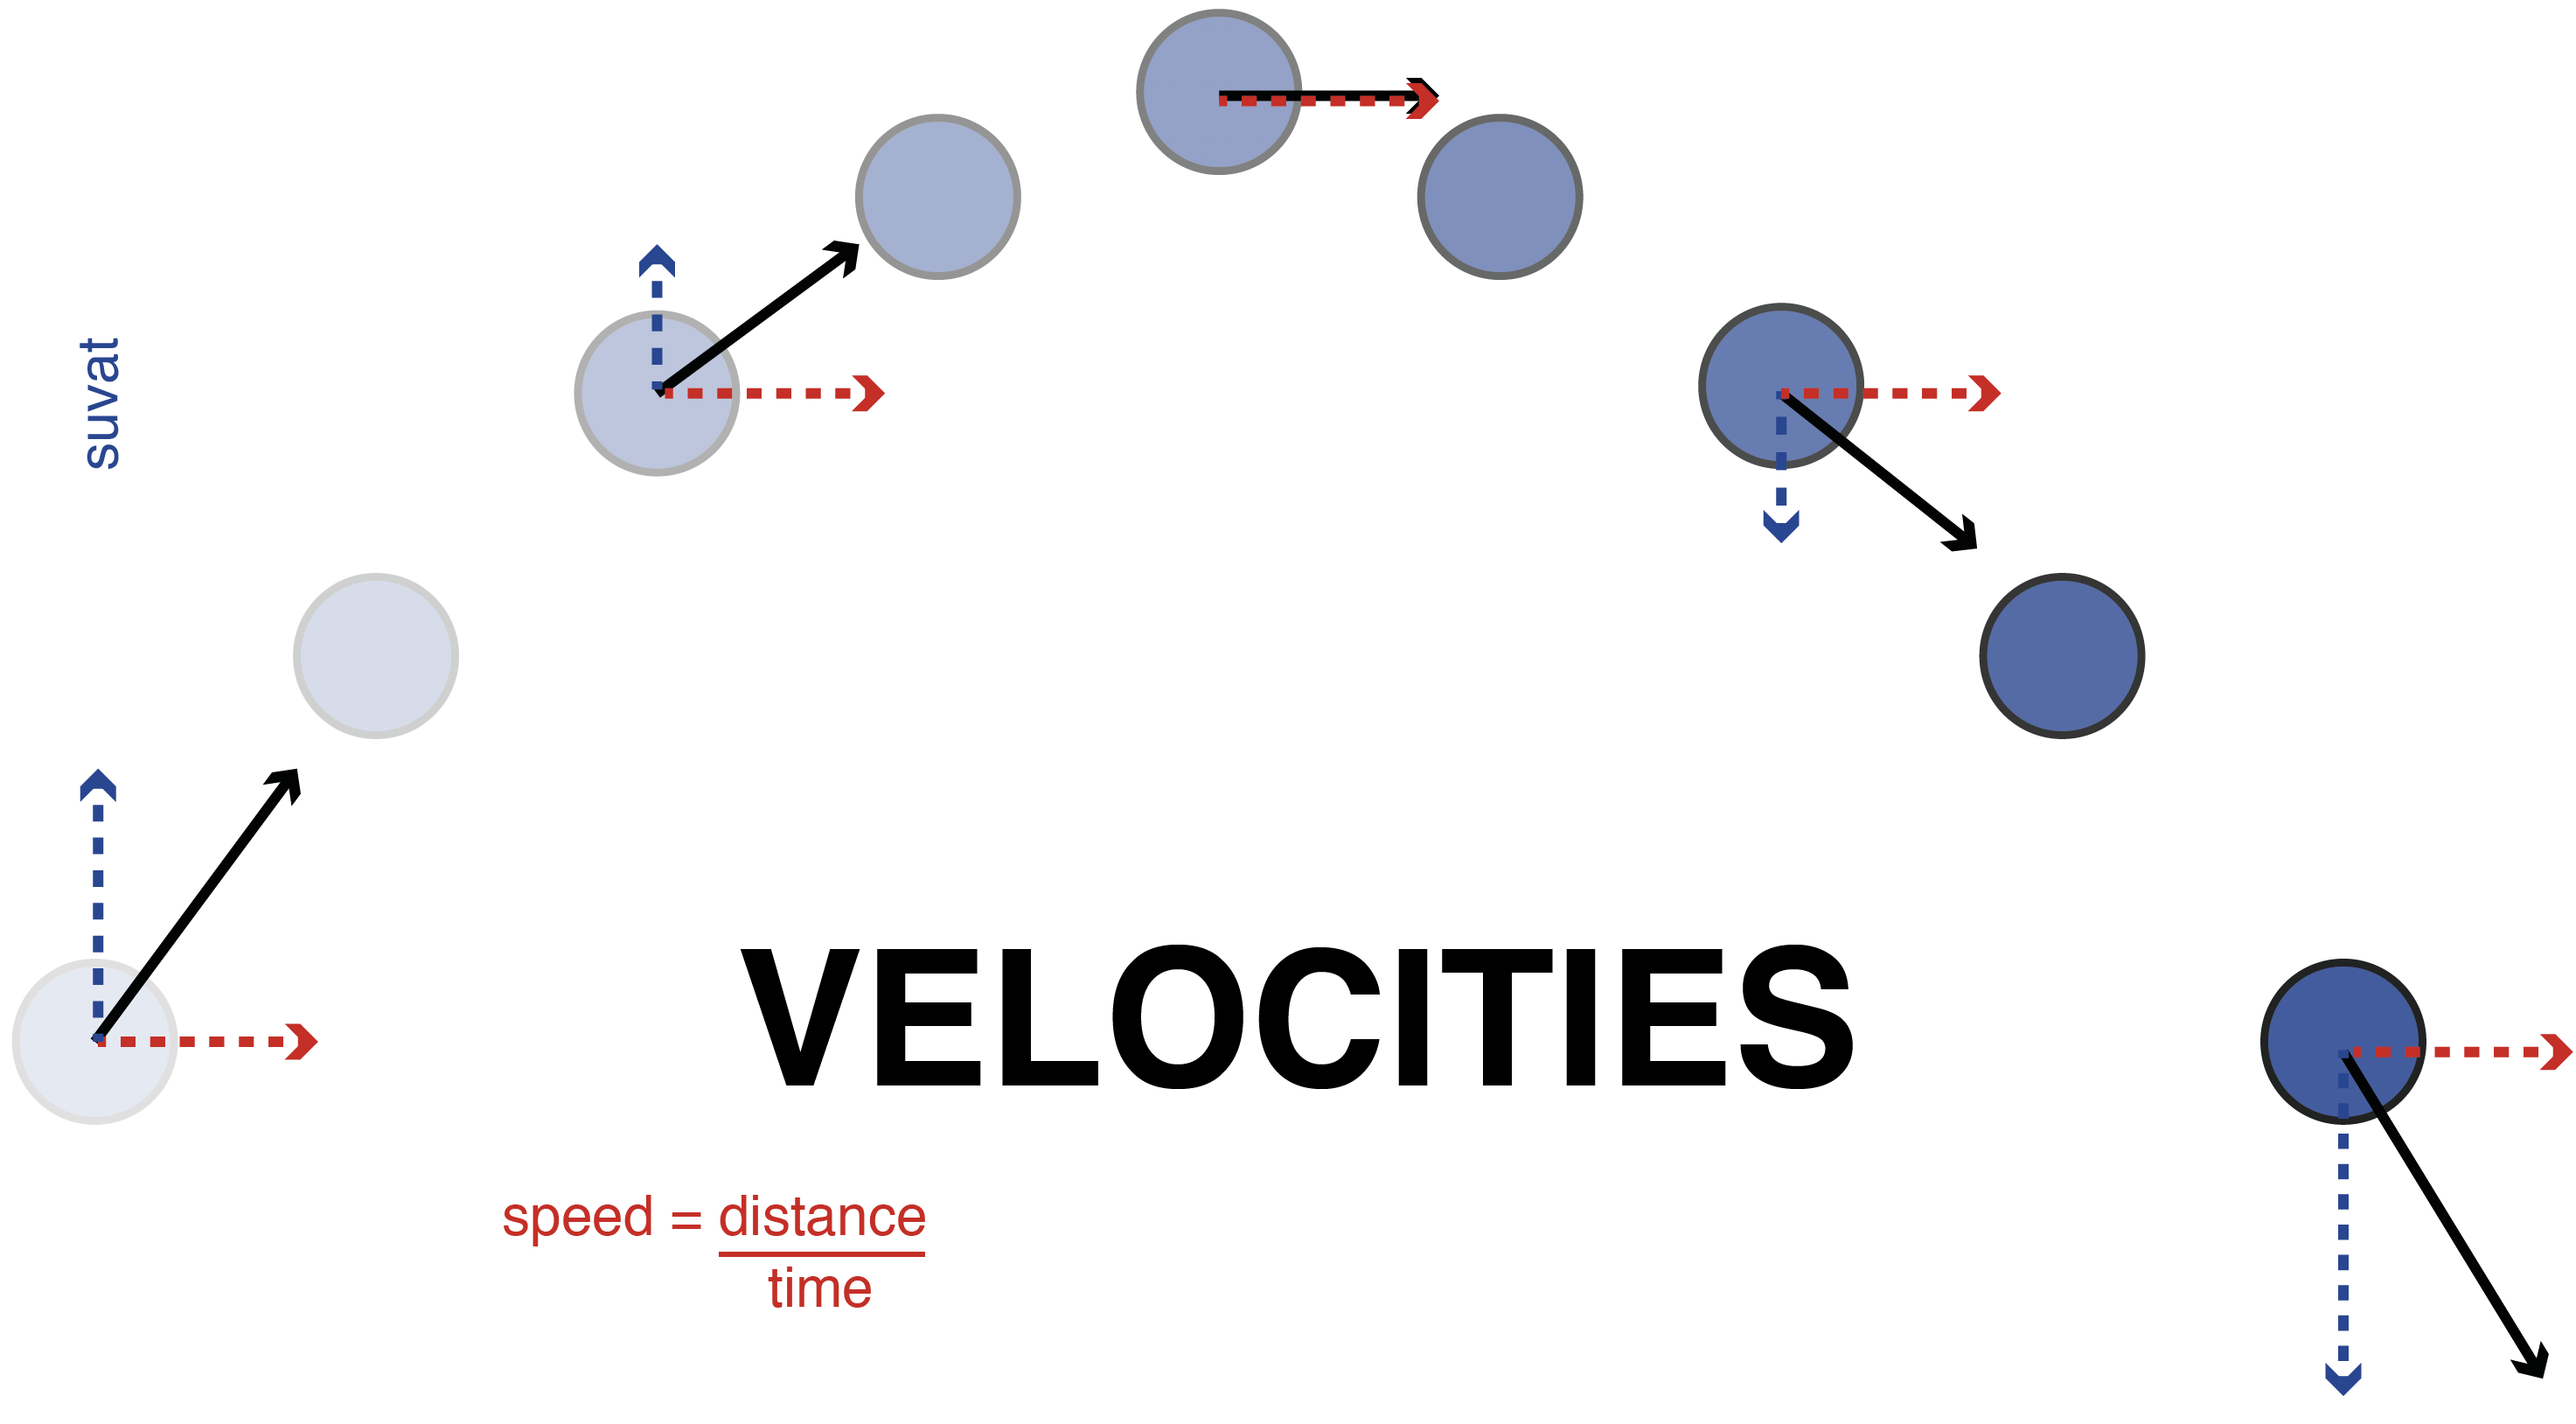 suvat
VELOCITIES
speed = distance
time